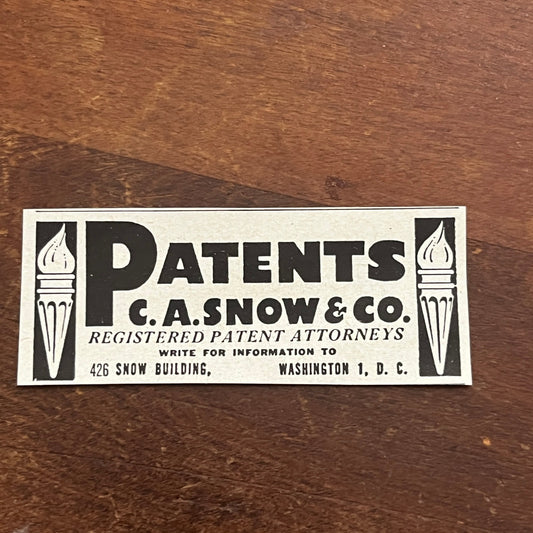 PATENTS
C. A. SNOW & CO.
REGISTERED PATENT ATTORNEYS
WRITE FOR INFORMATION TO
426 SNOW BUILDING, WASHINGTON 1, D. C.